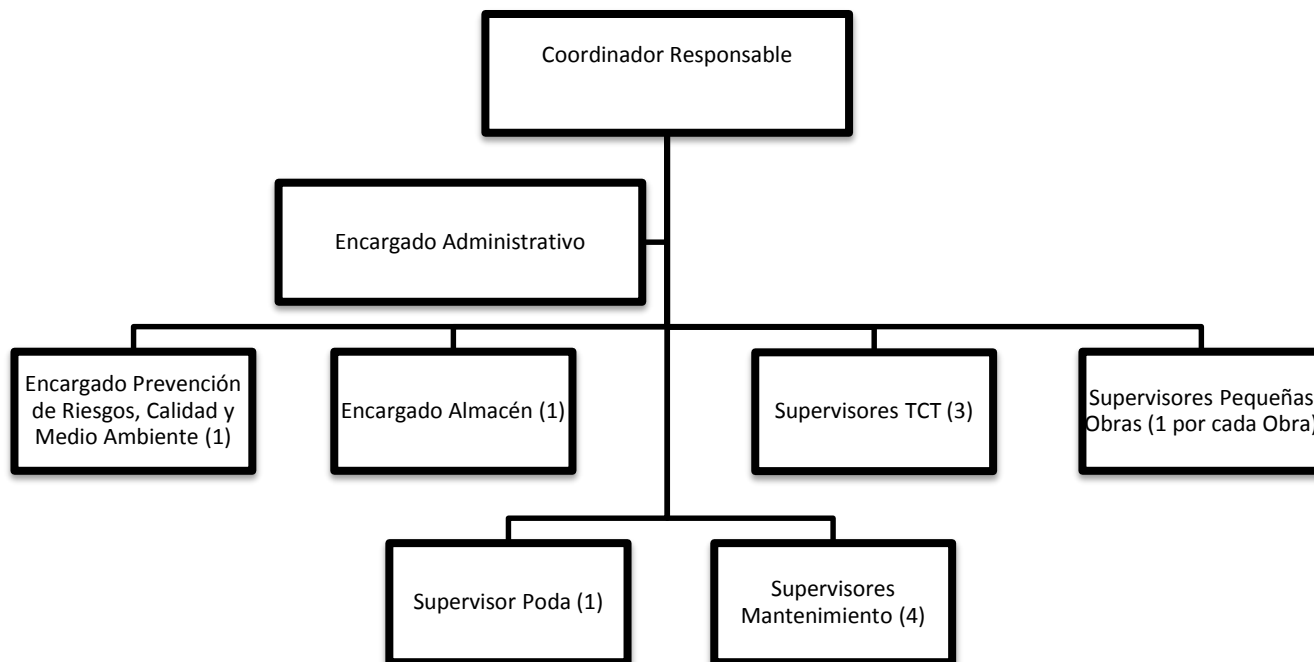 Coordinador Responsable
Encargado Administrativo
Encargado Prevención
de Riesgos, Calidad y
Medio Ambiente (1)
Encargado Almacén (1)
Supervisores TCT (3)
Supervisores Pequeñas
Obras (1 por cada Obra)
Supervisor Poda (1)
Supervisores
Mantenimiento (4)